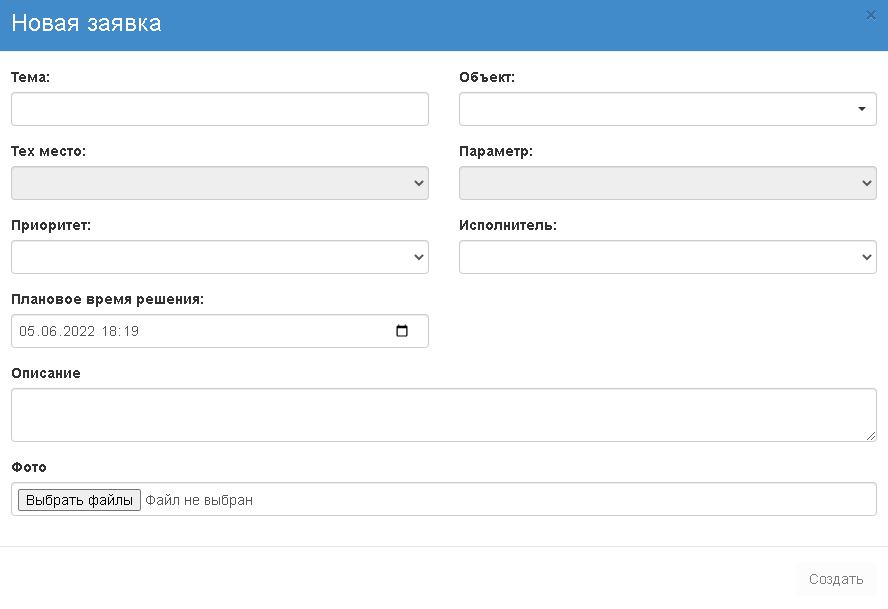 Новая заявка
×
Тема:
Объект:
Тех место:
Параметр:
Приоритет:
Исполнитель:
Плановое время решения:
05.06.2022 18:19
Описание
Фото
Выбрать файлы Файл не выбран
Создать